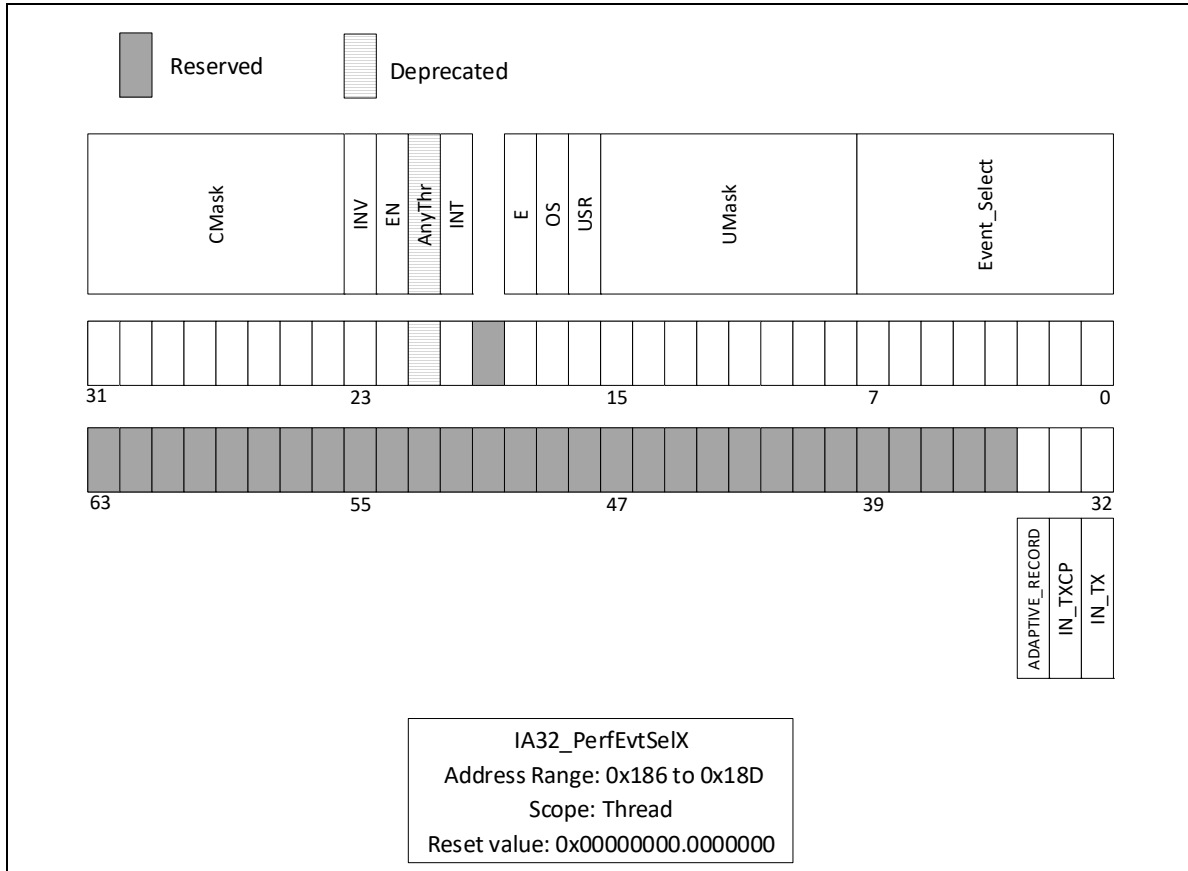 Reserved
Deprecated
CMask
INV
EN
AnyThr
INT
E
OS
USR
UMask
Event_Select
31 23 15 7 0
63 55 47 39 32
ADAPTIVE_RECORD
IN_TXCP
IN_TX
IA32_PerfEvtSelX
Address Range: 0x186 to 0x18D
Scope: Thread
Reset value: 0x00000000.0000000